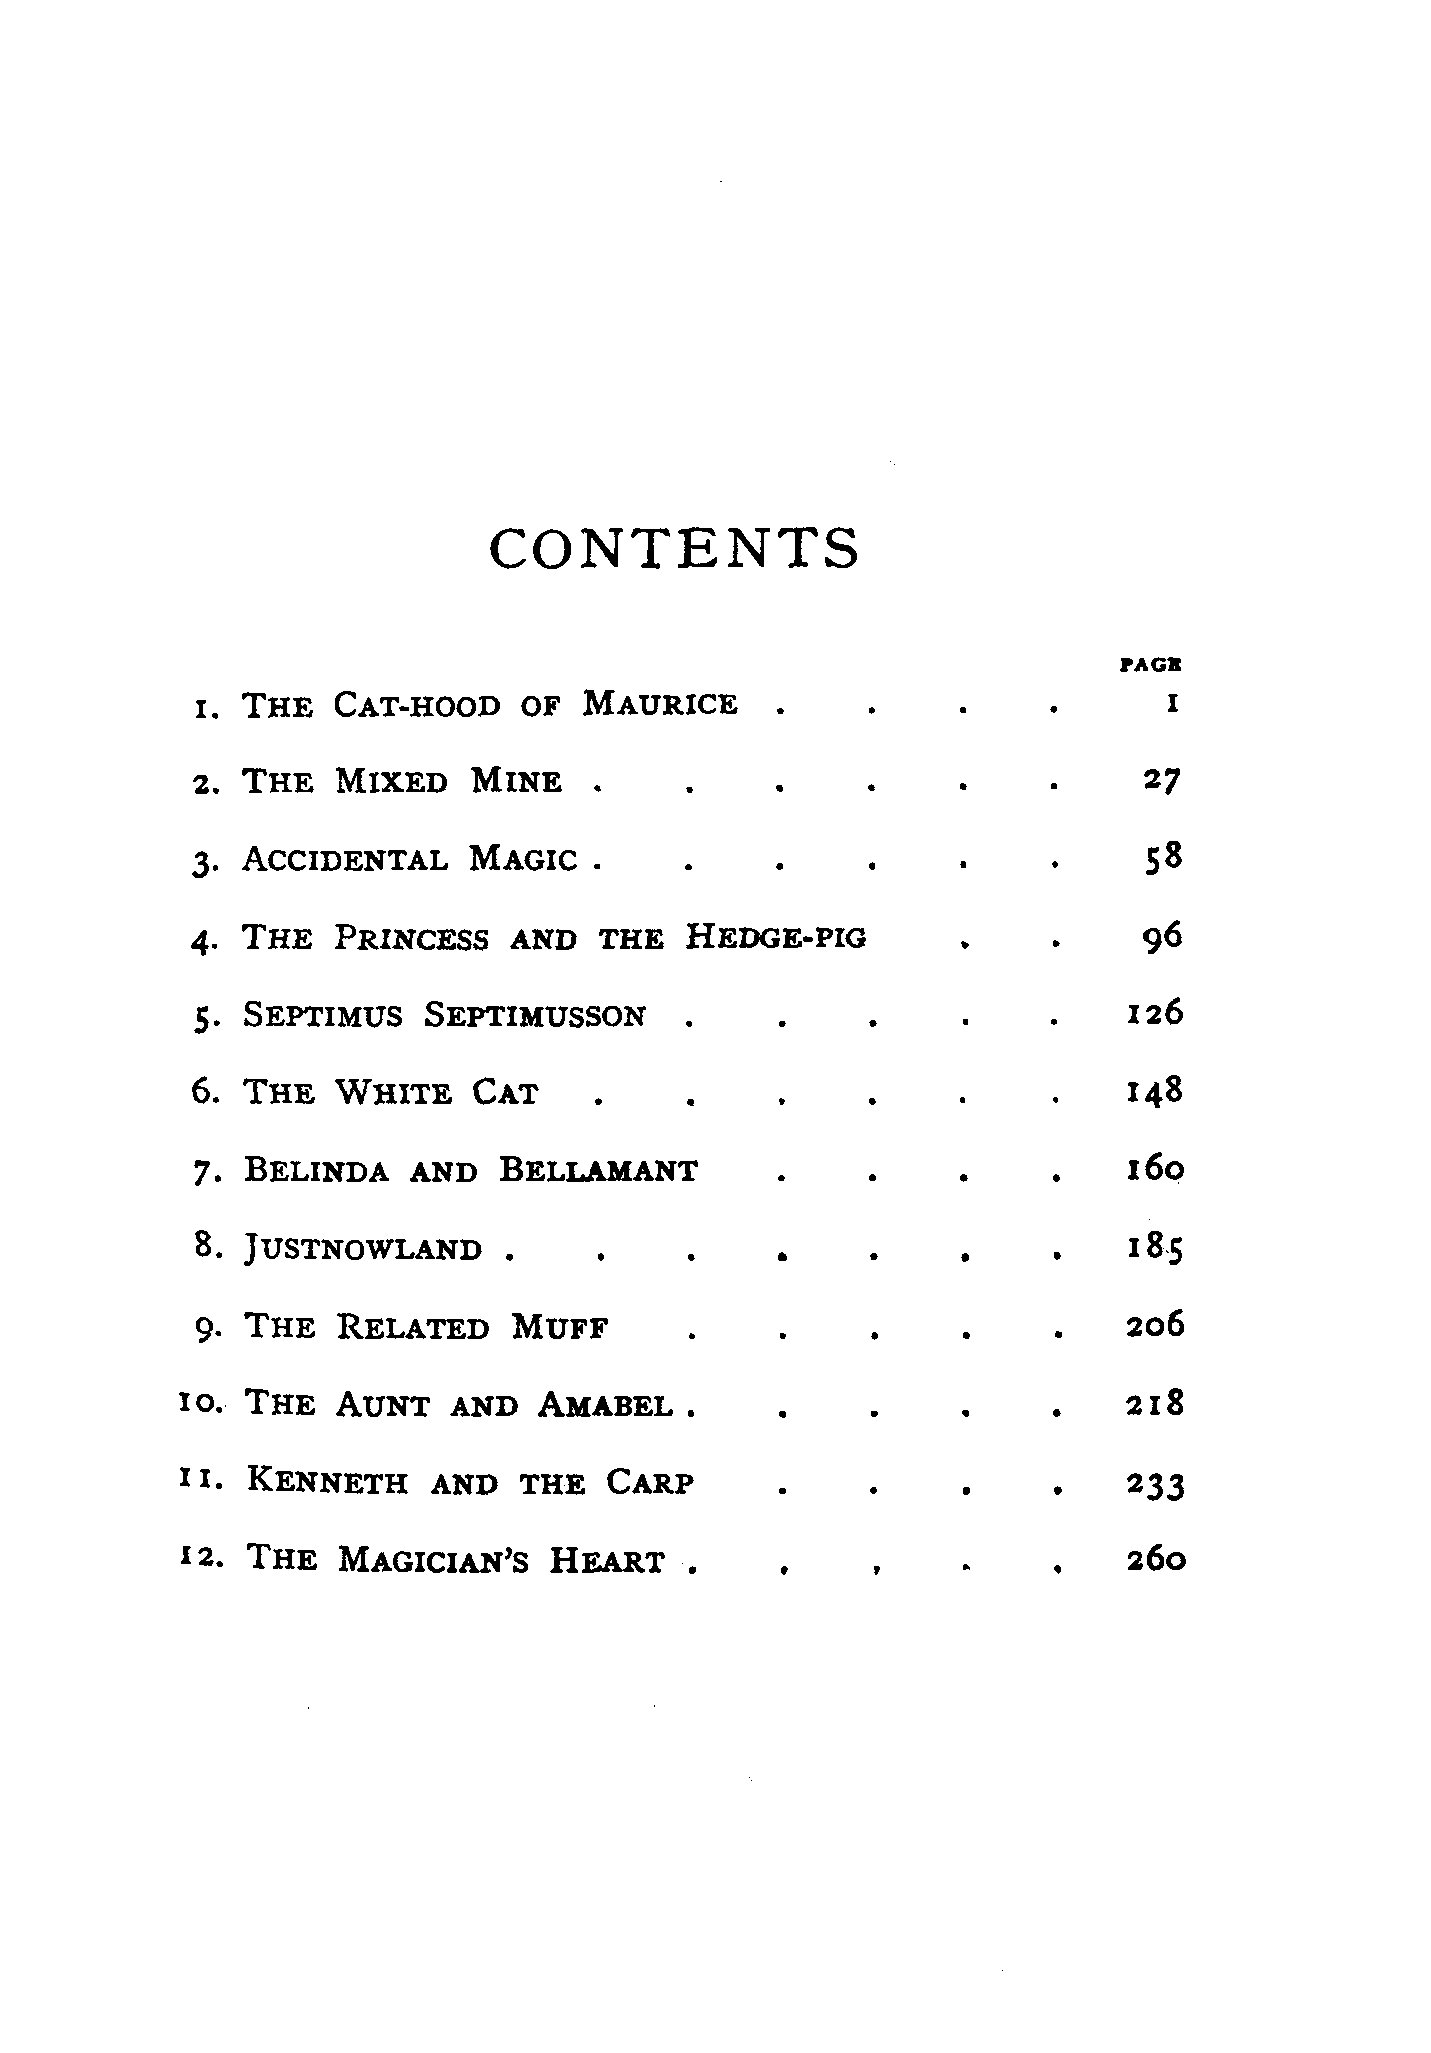 CONTENTS
PAGE
1. THE CAT-HOOD OF MAURICE . . . . 1
2. THE MIXED MINE . . . . . . 27
3. ACCIDENTAL MAGIC . . . . . . 58
4. THE PRINCESS AND THE HEDGE-PIG . . 96
5. SEPTIMUS SEPTIMUSSON . . . . . 126
6. THE WHITE CAT . . . . . . 148
7. BELINDA AND BELLAMANT . . . . 160
8. JUSTNOWLAND . . . . . . . 185
9. THE RELATED MUFF . . . . . 206
10. THE AUNT AND AMABEL . . . . . 218
11. KENNETH AND THE CARP . . . . 233
12. THE MAGICIAN'S HEART . . . . . 260